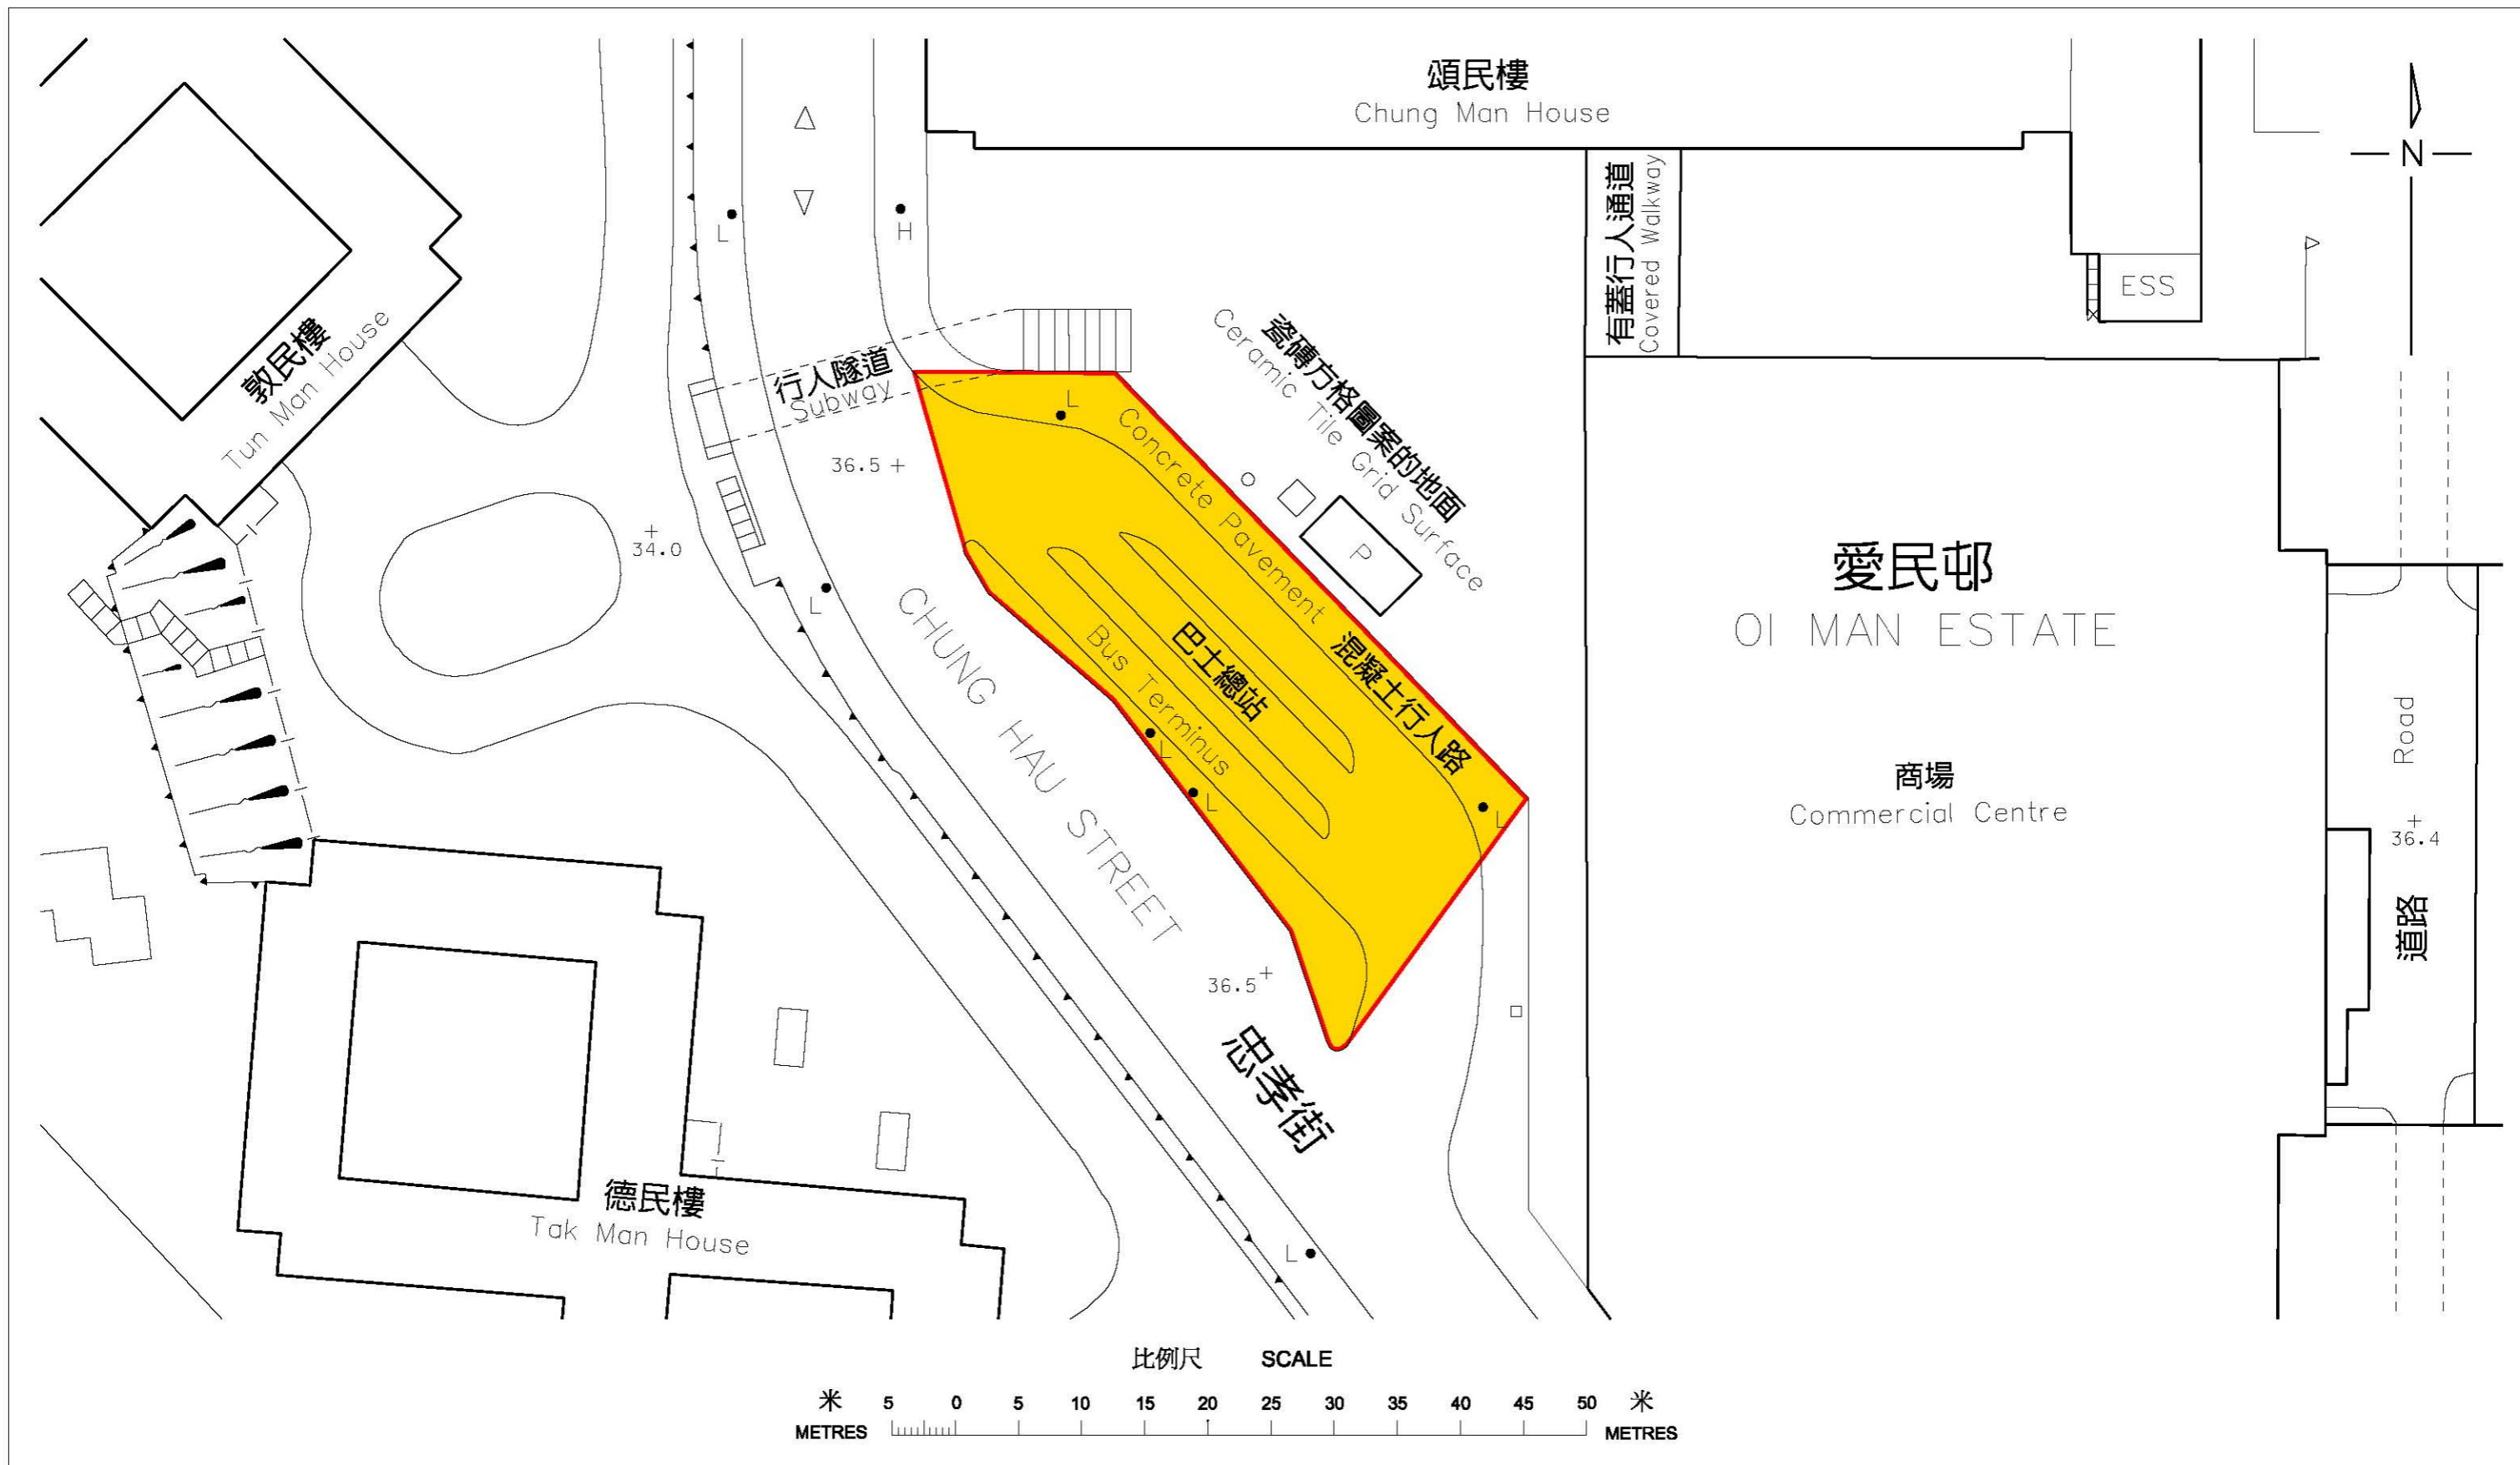 頌民樓
Chung Man House
N
有蓋行人通道
Covered Walkway
L
H
ESS
敦民樓
Tun Man House
行人隧道
Subway
瓷磚方格圖案的地面
Ceramic Tile Grid Surface
L
36.5
Concrete Pavement
混凝土行人路
P
34.0
L
愛民邨
OI MAN ESTATE
CHUNG HAU STREET
忠孝街
Bus Terminus
巴士總站
L
L
L
商場
Commercial Centre
Road
道路
36.4
36.5
德民樓
Tak Man House
L
比例尺 SCALE
米 5 0 5 10 15 20 25 30 35 40 45 50 米
METRES METRES